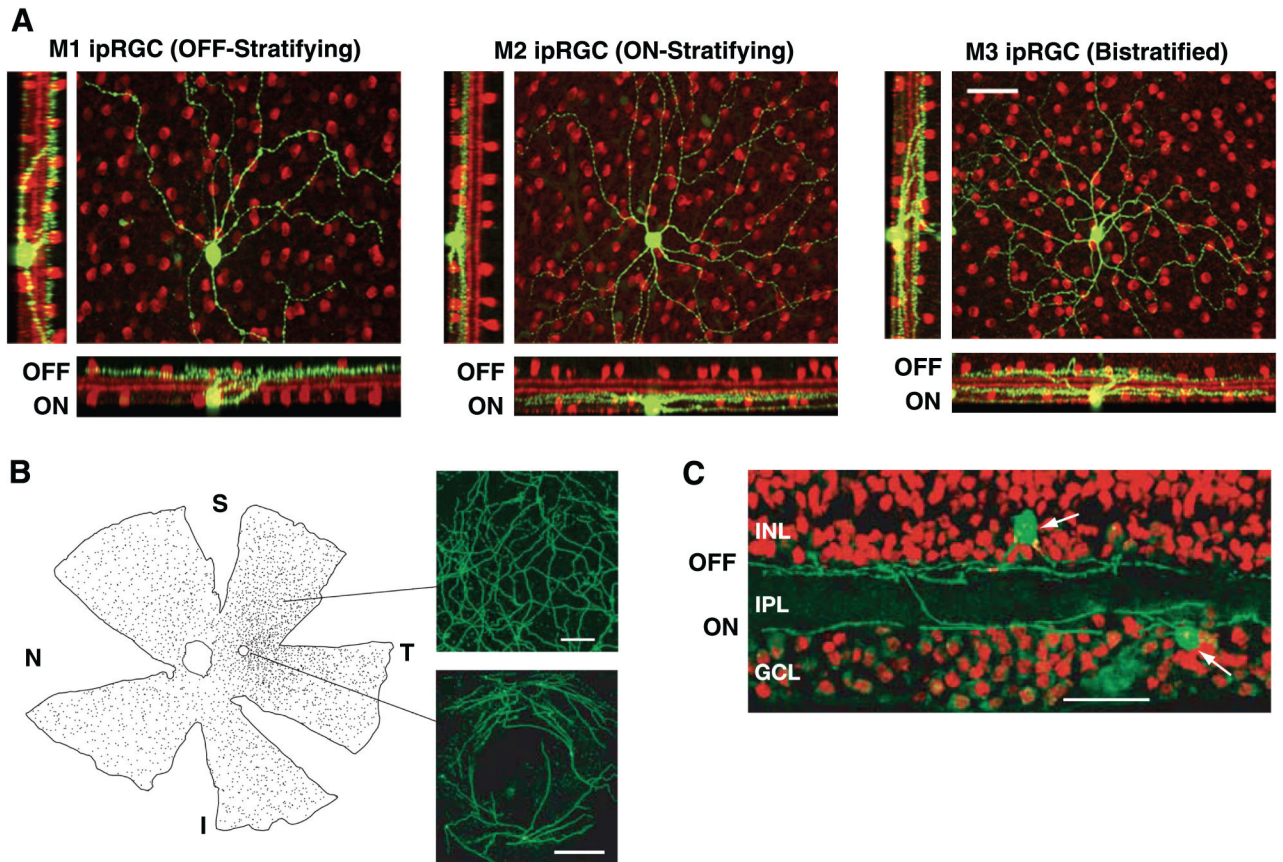 A
M1 ipRGC (OFF-Stratifying)
M2 ipRGC (ON-Stratifying)
M3 ipRGC (Bistratified)
OFF
ON
OFF
ON
OFF
ON
B
S
N
T
I
C
INL
OFF
IPL
ON
GCL